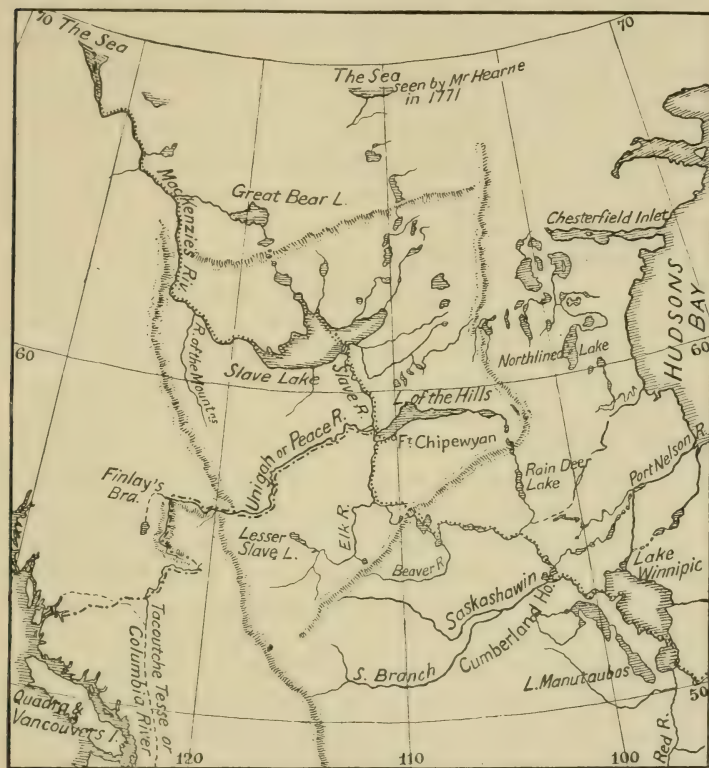 70
70
The Sea
The Sea
seen by Mr Hearne
in 1771
Great Bear L.
Mackenzies Riv.
Chesterfield Inlet
HUDSONS
BAY
60
60
R of the Mountns
Slave Lake
Slave R.
Northlined Lake
L. of the Hills
Ft Chipewyan
Unigah or Peace R.
Rain Deer
Lake
Port Nelson R.
Finlay's
Bra.
Lesser
Slave L.
Elk R.
Beaver R.
Lake
Winnipic
Saskashawin
Cumberland Ho.
S. Branch
L. Manutaubos
Tacoutche Tesse or
Columbia River
Quadra &
Vancouvers I.
50
Red R.
120
110
100